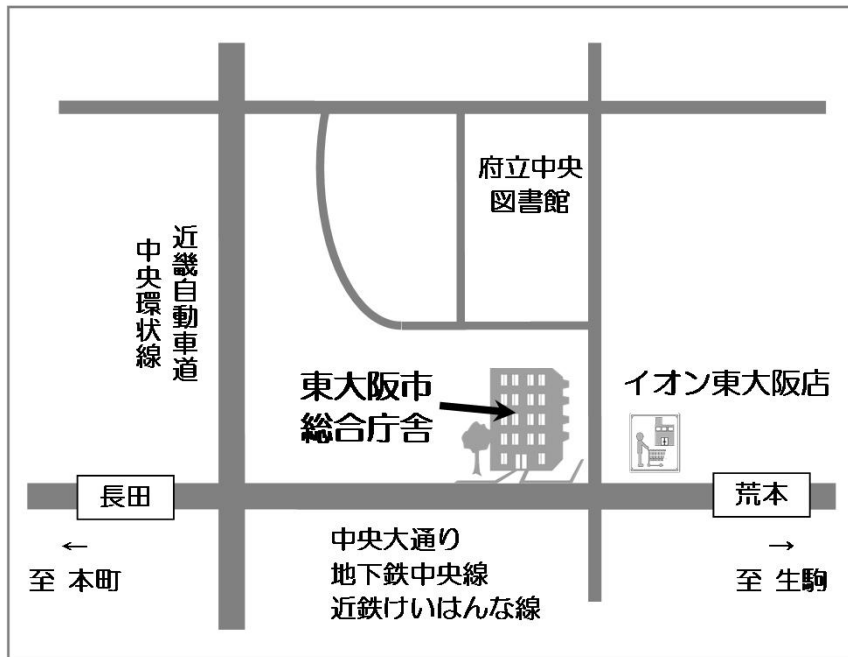 府立中央
図書館
近畿自動車道
中央環状線
東大阪市
総合庁舎
イオン東大阪店
長田
荒本
←
至 本町
中央大通り
地下鉄中央線
近鉄けいはんな線
→
至 生駒